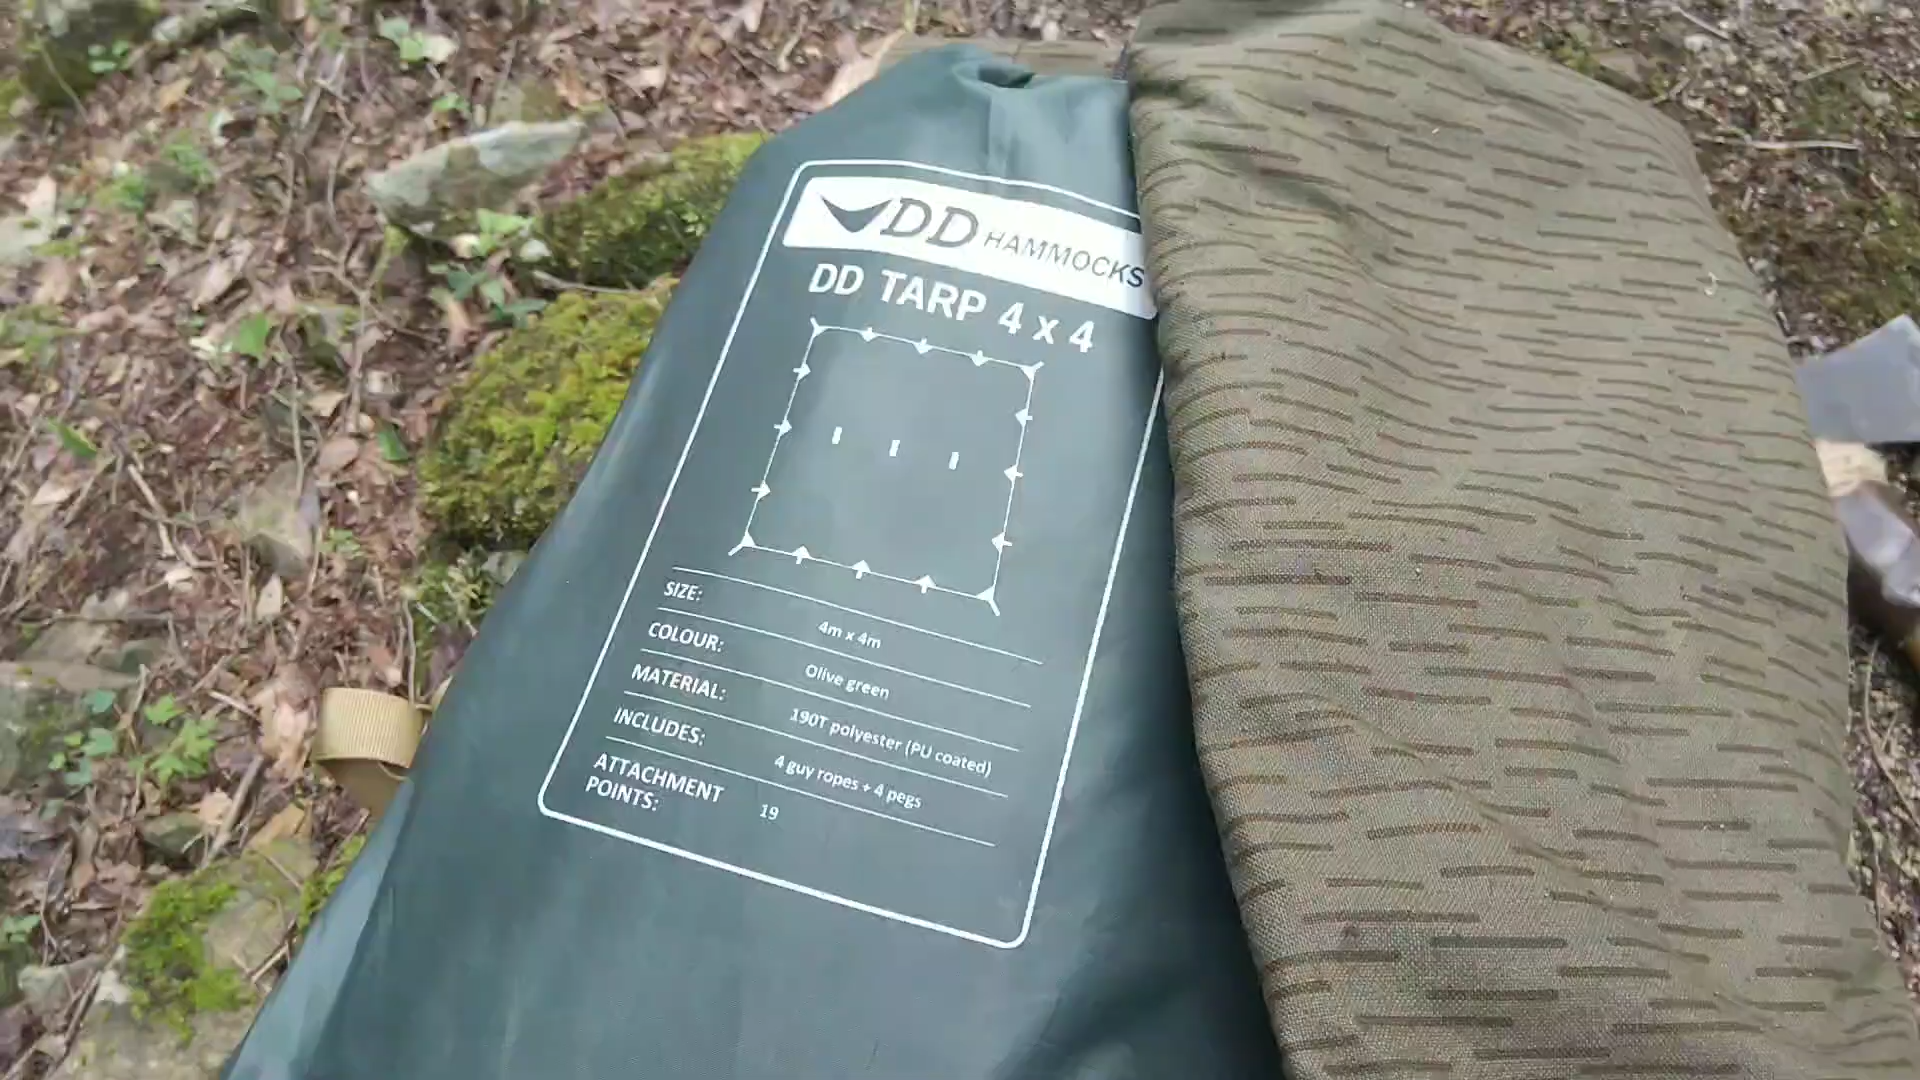 DD HAMMOCKS
DD TARP 4 x 4
SIZE: 4m x 4m
COLOUR: Olive green
MATERIAL: 190T polyester (PU coated)
INCLUDES: 4 guy ropes + 4 pegs
ATTACHMENT
POINTS: 19